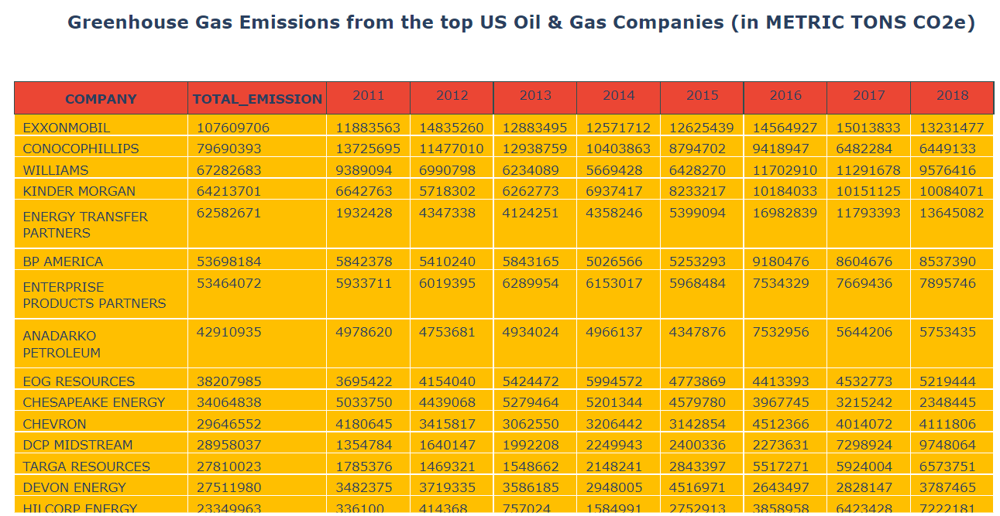 Greenhouse Gas Emissions from the top US Oil & Gas Companies (in METRIC TONS CO2e)
COMPANY TOTAL_EMISSION 2011 2012 2013 2014 2015 2016 2017 2018
EXXONMOBIL 107609706 11883563 14835260 12883495 12571712 12625439 14564927 15013833 13231477
CONOCOPHILLIPS 79690393 13725695 11477010 12938759 10403863 8794702 9418947 6482284 6449133
WILLIAMS 67282683 9389094 6990798 6234089 5669428 6428270 11702910 11291678 9576416
KINDER MORGAN 64213701 6642763 5718302 6262773 6937417 8233217 10184033 10151125 10084071
ENERGY TRANSFER 62582671 1932428 4347338 4124251 4358246 5399094 16982839 11793393 13645082
PARTNERS
BP AMERICA 53698184 5842378 5410240 5843165 5026566 5253293 9180476 8604676 8537390
ENTERPRISE 53464072 5933711 6019395 6289954 6153017 5968484 7534329 7669436 7895746
PRODUCTS PARTNERS
ANADARKO 42910935 4978620 4753681 4934024 4966137 4347876 7532956 5644206 5753435
PETROLEUM
EOG RESOURCES 38207985 3695422 4154040 5424472 5994572 4773869 4413393 4532773 5219444
CHESAPEAKE ENERGY 34064838 5033750 4439068 5279464 5201344 4579780 3967745 3215242 2348445
CHEVRON 29646552 4180645 3415817 3062550 3206442 3142854 4512366 4014072 4111806
DCP MIDSTREAM 28958037 1354784 1640147 1992208 2249943 2400336 2273631 7298924 9748064
TARGA RESOURCES 27810023 1785376 1469321 1548662 2148241 2843397 5517271 5924004 6573751
DEVON ENERGY 27511980 3482375 3719335 3586185 2948005 4516971 2643497 2828147 3787465
HILCORP ENERGY 23349963 336100 414368 757024 1584991 2752913 3858958 6423428 7222181